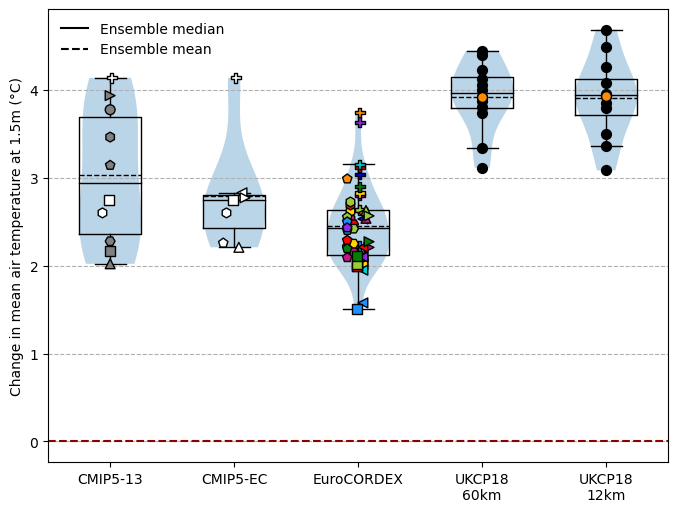 Ensemble median
Ensemble mean
Change in mean air temperature at 1.5m (°C)
4
3
2
1
0
CMIP5-13
CMIP5-EC
EuroCORDEX
UKCP18
60km
UKCP18
12km